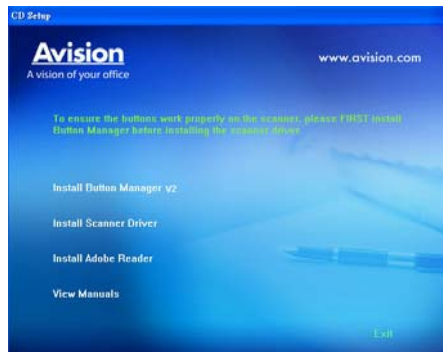 CD Setup
Avision
www.avision.com
A vision of your office
To ensure the buttons work properly on the scanner, please FIRST install
Button Manager before installing the scanner driver.
Install Button Manager V2
Install Scanner Driver
Install Adobe Reader
View Manuals
Exit